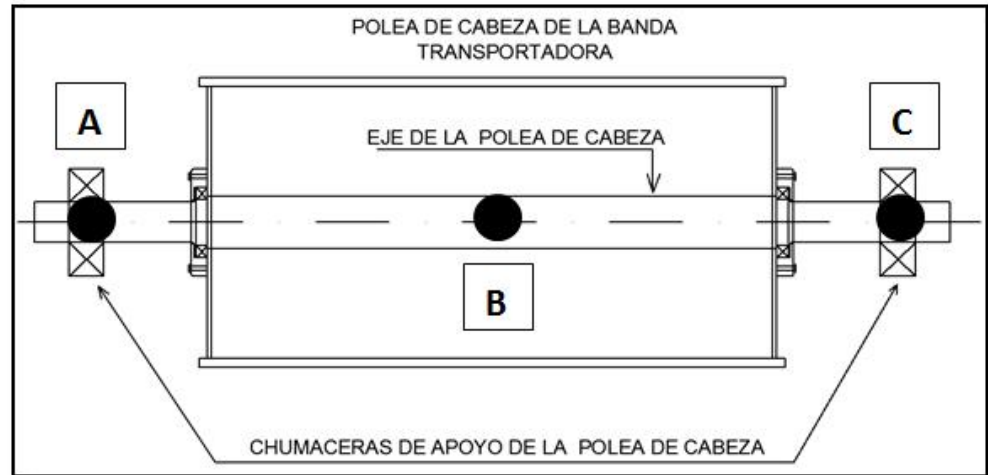 POLEA DE CABEZA DE LA BANDA
TRANSPORTADORA
A
C
EJE DE LA POLEA DE CABEZA
B
CHUMACERAS DE APOYO DE LA POLEA DE CABEZA